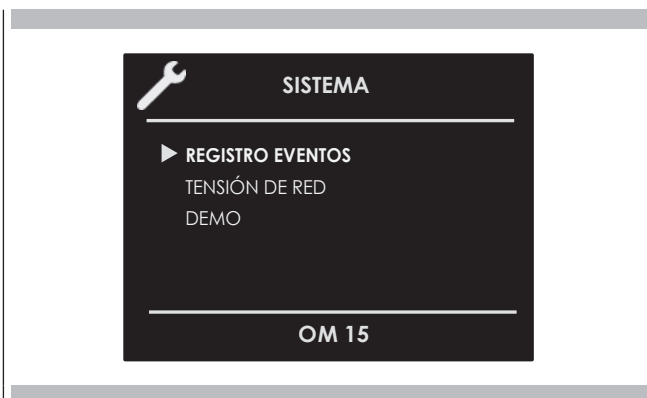 SISTEMA
REGISTRO EVENTOS
TENSIÓN DE RED
DEMO
OM 15